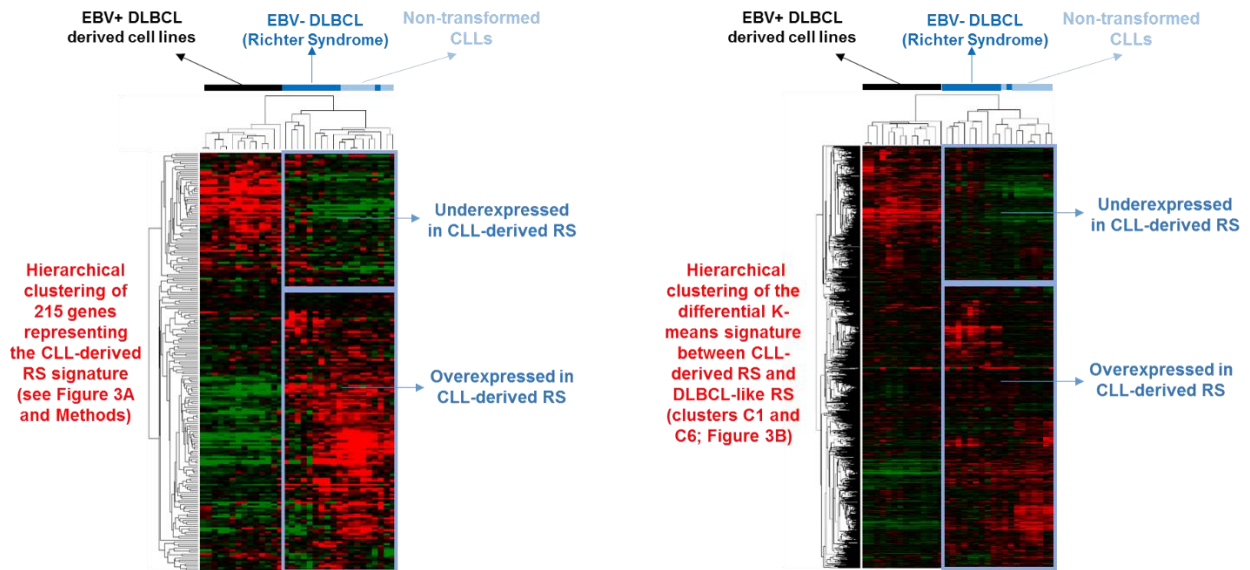 EBV+ DLBCL
derived cell lines
EBV- DLBCL
(Richter Syndrome)
Non-transformed
CLLs
Hierarchical
clustering of
215 genes
representing
the CLL-derived
RS signature
(see Figure 3A
and Methods)
Underexpressed
in CLL-derived RS
Overexpressed in
CLL-derived RS
EBV+ DLBCL
derived cell lines
EBV- DLBCL
(Richter Syndrome)
Non-transformed
CLLs
Hierarchical
clustering of the
differential K-
means signature
between CLL-
derived RS and
DLBCL-like RS
(clusters C1 and
C6; Figure 3B)
Underexpressed
in CLL-derived RS
Overexpressed in
CLL-derived RS